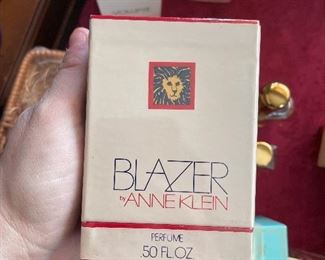 BLAZER
by ANNE KLEIN
PERFUME
.50 FL OZ